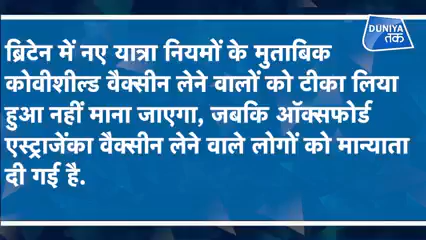 DUNIYA
तक
ब्रिटेन में नए यात्रा नियमों के मुताबिक
कोवीशील्ड वैक्सीन लेने वालों को टीका लिया
हुआ नहीं माना जाएगा, जबकि ऑक्सफोर्ड
एस्ट्राजेंका वैक्सीन लेने वाले लोगों को मान्यता
दी गई है.